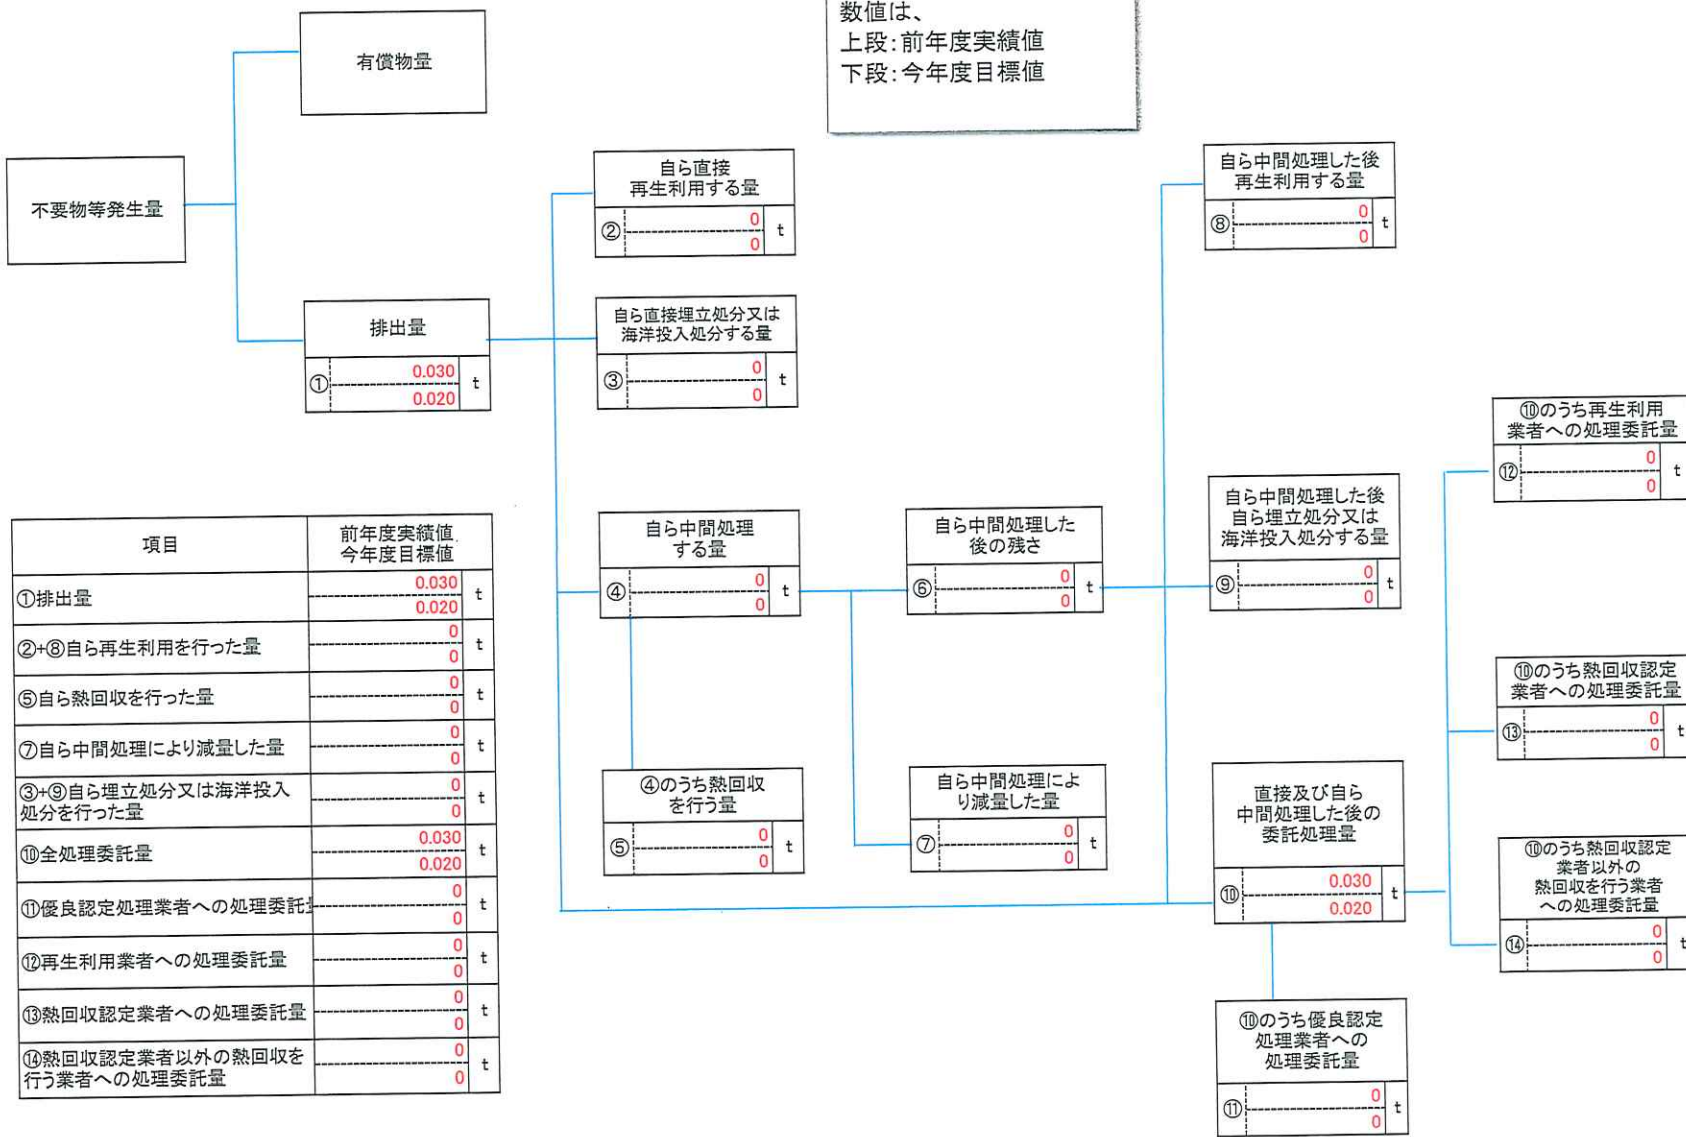 数値は、
上段:前年度実績値
下段:今年度目標値
有償物量
不要物等発生量
排出量
① 0.030 t
0.020
自ら直接
再生利用する量
② 0 t
0
自ら直接埋立処分又は
海洋投入処分する量
③ 0 t
0
自ら中間処理
する量
④ 0 t
0
④のうち熱回収
を行う量
⑤ 0 t
0
自ら中間処理した
後の残さ
⑥ 0 t
0
自ら中間処理によ
り減量した量
⑦ 0 t
0
自ら中間処理した後
再生利用する量
⑧ 0 t
0
自ら中間処理した後
自ら埋立処分又は
海洋投入処分する量
⑨ 0 t
0
直接及び自ら
中間処理した後の
委託処理量
⑩ 0.030 t
0.020
⑩のうち優良認定
処理業者への
処理委託量
⑪ 0 t
0
⑩のうち再生利用
業者への処理委託量
⑫ 0 t
0
⑩のうち熱回収認定
業者への処理委託量
⑬ 0 t
0
⑩のうち熱回収認定
業者以外の
熱回収を行う業者
への処理委託量
⑭ 0 t
0
項目 前年度実績値
今年度目標値
①排出量 0.030 t
0.020
②+⑧自ら再生利用を行った量 0 t
0
⑤自ら熱回収を行った量 0 t
0
⑦自ら中間処理により減量した量 0 t
0
③+⑨自ら埋立処分又は海洋投入
処分を行った量 0 t
0
⑩全処理委託量 0.030 t
0.020
⑪優良認定処理業者への処理委託 0 t
0
⑫再生利用業者への処理委託量 0 t
0
⑬熱回収認定業者への処理委託量 0 t
0
⑭熱回収認定業者以外の熱回収を
行う業者への処理委託量 0 t
0